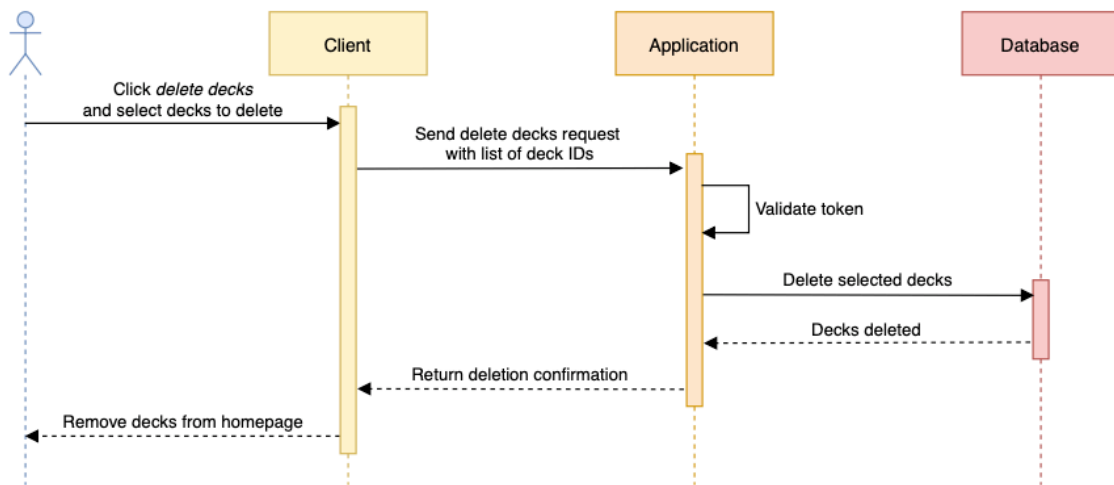 Client
Application
Database
Click delete decks
and select decks to delete
Send delete decks request
with list of deck IDs
Validate token
Delete selected decks
Decks deleted
Return deletion confirmation
Remove decks from homepage